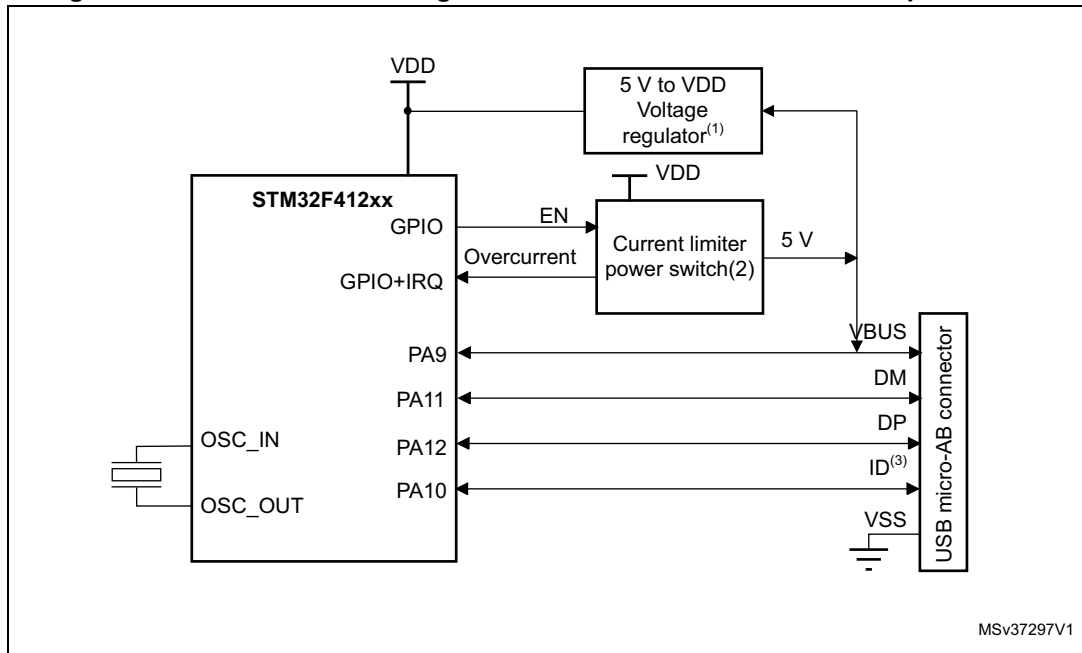 VDD
5 V to VDD
Voltage
regulator(1)
VDD
STM32F412xx
GPIO
EN
Current limiter
power switch(2)
5 V
Overcurrent
GPIO+IRQ
VBUS
PA9
DM
PA11
DP
PA12
ID(3)
PA10
VSS
OSC_IN
OSC_OUT
USB micro-AB connector
MSv37297V1